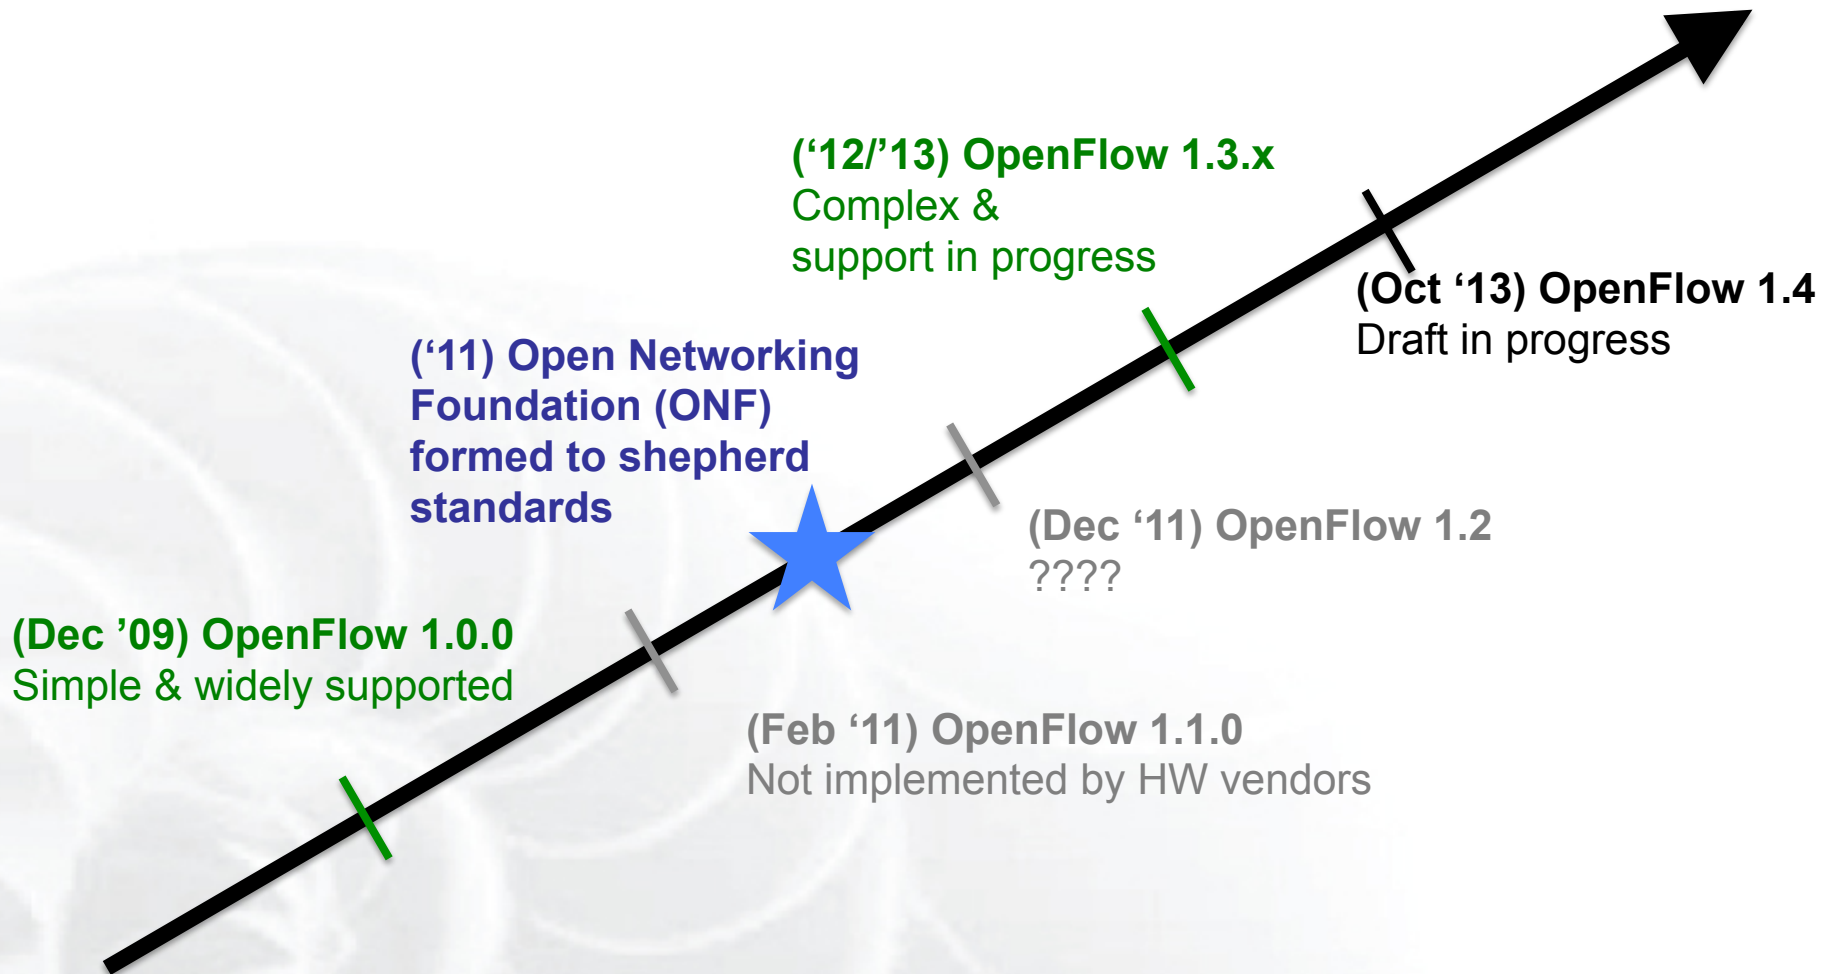 (‘12/’13) OpenFlow 1.3.x
Complex &
support in progress
(Oct ‘13) OpenFlow 1.4
Draft in progress
(‘11) Open Networking
Foundation (ONF)
formed to shepherd
standards
(Dec ‘11) OpenFlow 1.2
????
(Dec ’09) OpenFlow 1.0.0
Simple & widely supported
(Feb ‘11) OpenFlow 1.1.0
Not implemented by HW vendors